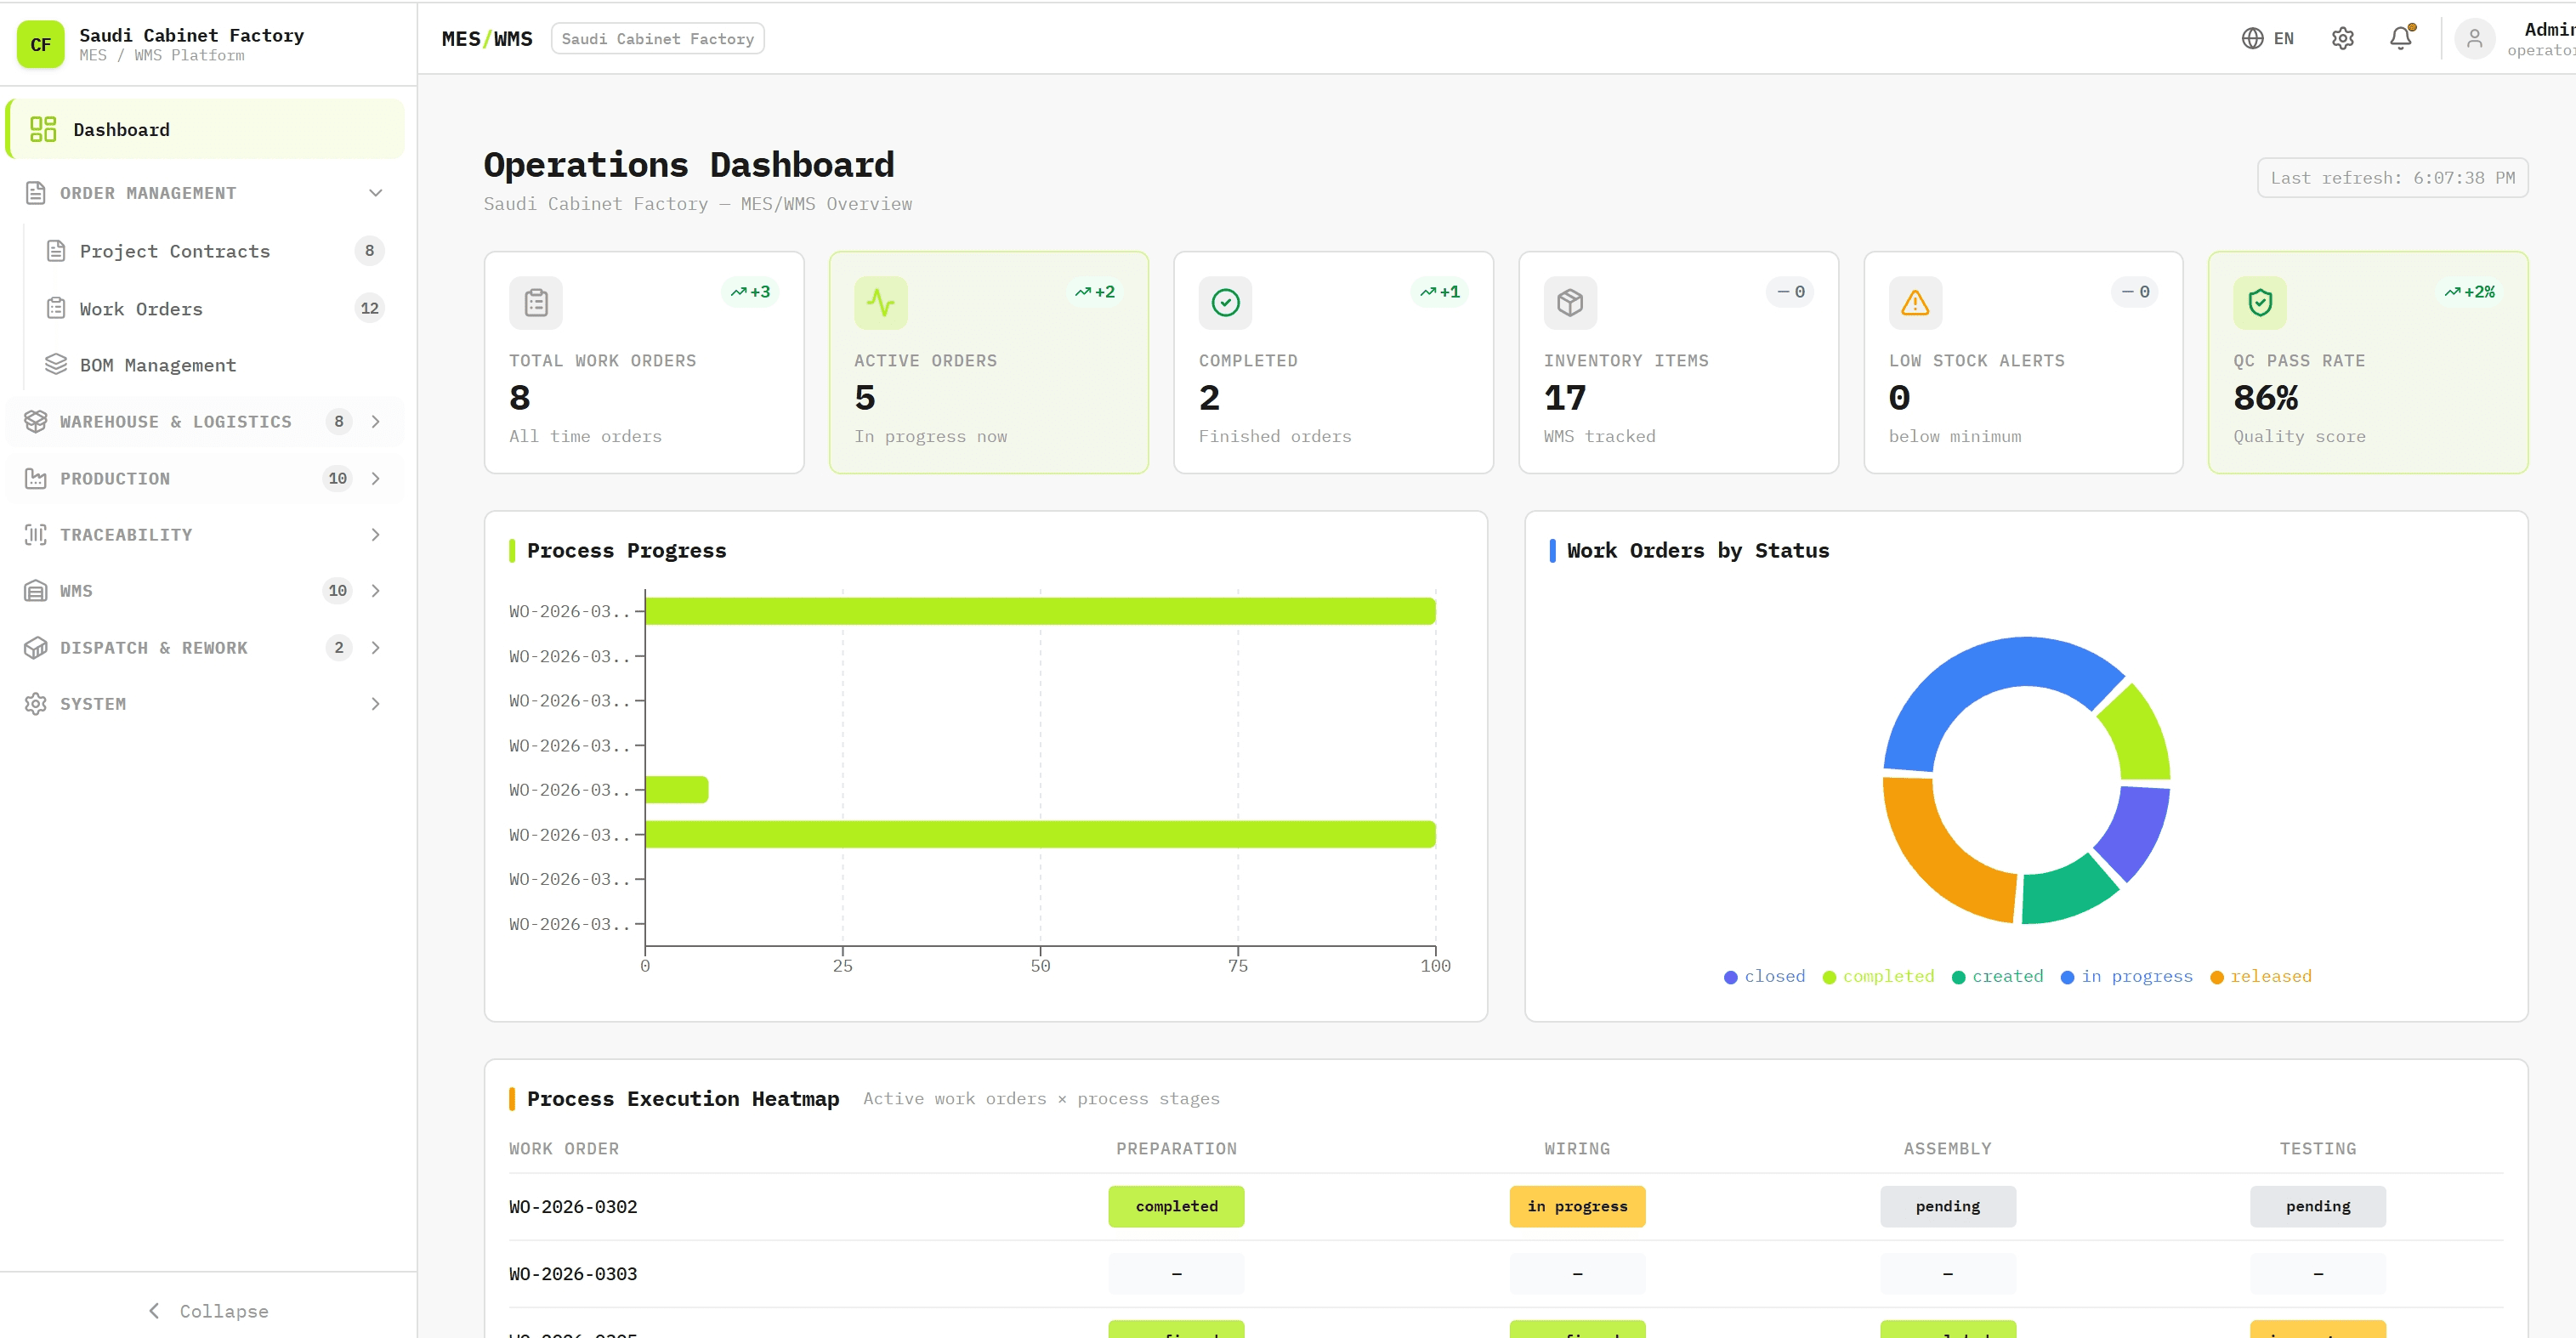 CF
Saudi Cabinet Factory
MES / WMS Platform
Dashboard
ORDER MANAGEMENT
Project Contracts 8
Work Orders 12
BOM Management
WAREHOUSE & LOGISTICS 8
PRODUCTION 10
TRACEABILITY
WMS 10
DISPATCH & REWORK 2
SYSTEM
Collapse
MES/WMS Saudi Cabinet Factory
EN
Operations Dashboard
Saudi Cabinet Factory — MES/WMS Overview
Last refresh: 6:07:38 PM
+3
TOTAL WORK ORDERS
8
All time orders
+2
ACTIVE ORDERS
5
In progress now
+1
COMPLETED
2
Finished orders
0
INVENTORY ITEMS
17
WMS tracked
0
LOW STOCK ALERTS
0
below minimum
+2%
QC PASS RATE
86%
Quality score
Process Progress
WO-2026-03..
WO-2026-03..
WO-2026-03..
WO-2026-03..
WO-2026-03..
WO-2026-03..
WO-2026-03..
WO-2026-03..
0 25 50 75 100
Work Orders by Status
closed completed created in progress released
Process Execution Heatmap Active work orders × process stages
WORK ORDER PREPARATION WIRING ASSEMBLY TESTING
WO-2026-0302 completed in progress pending pending
WO-2026-0303 — — — —